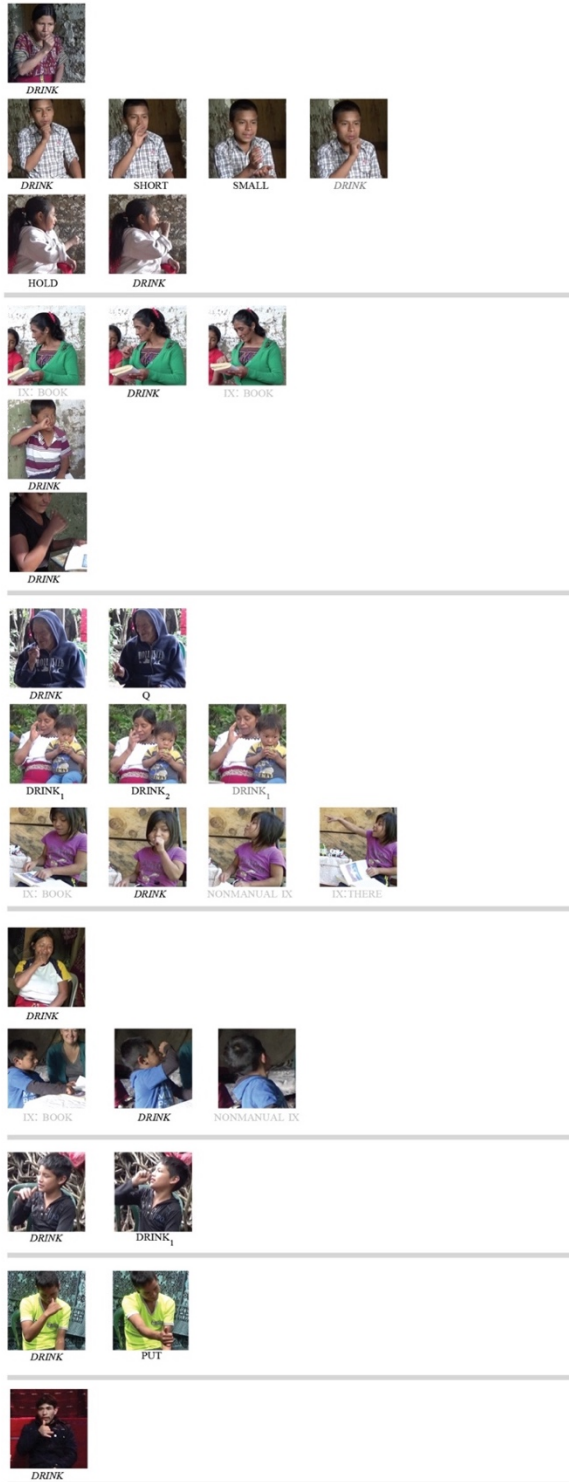 DRINK
DRINK SHORT SMALL DRINK
HOLD DRINK
IX: BOOK DRINK IX: BOOK
DRINK
DRINK
DRINK Q
DRINK1 DRINK2 DRINK1
IX: BOOK DRINK NONMANUAL IX IX:THERE
DRINK
IX: BOOK DRINK NONMANUAL IX
DRINK DRINK1
DRINK PUT
DRINK